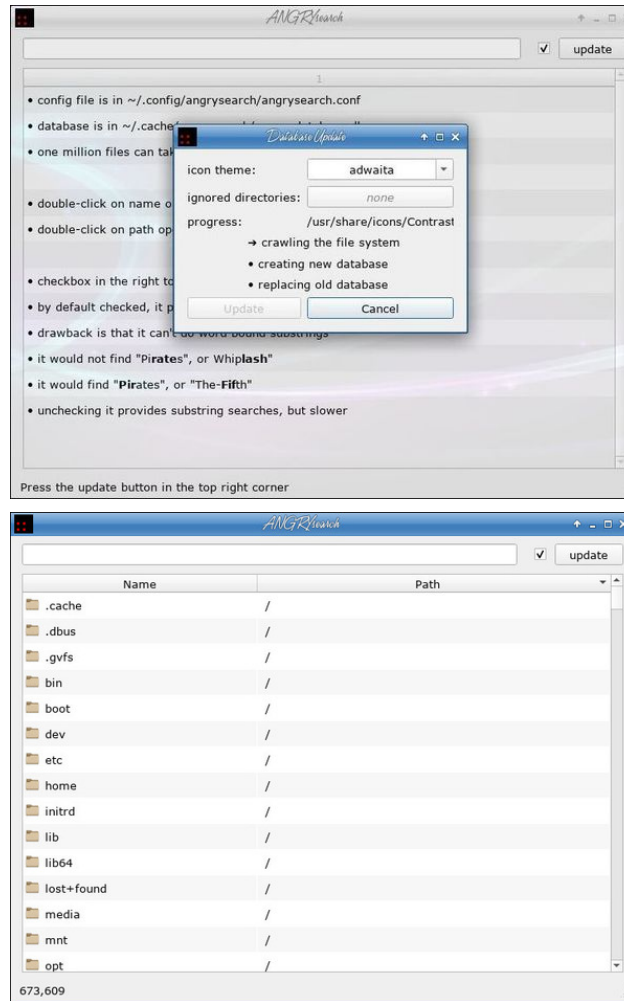 ANGRYsearch
update
1
• config file is in ~/.config/angrysearch/angrysearch.conf
• database is in ~/.cache/
• one million files can tak
• double-click on name o
• double-click on path op
• checkbox in the right to
• by default checked, it p
• drawback is that it can't do word bound substrings
• it would not find "Pirates", or Whiplash"
• it would find "Pirates", or "The-Fifth"
• unchecking it provides substring searches, but slower
Database Update
icon theme: adwaita
ignored directories: none
progress: /usr/share/icons/Contrast
→ crawling the file system
• creating new database
• replacing old database
Update Cancel
Press the update button in the top right corner
ANGRYsearch
update
Name Path
.cache /
.dbus /
.gvfs /
bin /
boot /
dev /
etc /
home /
initrd /
lib /
lib64 /
lost+found /
media /
mnt /
opt /
673,609